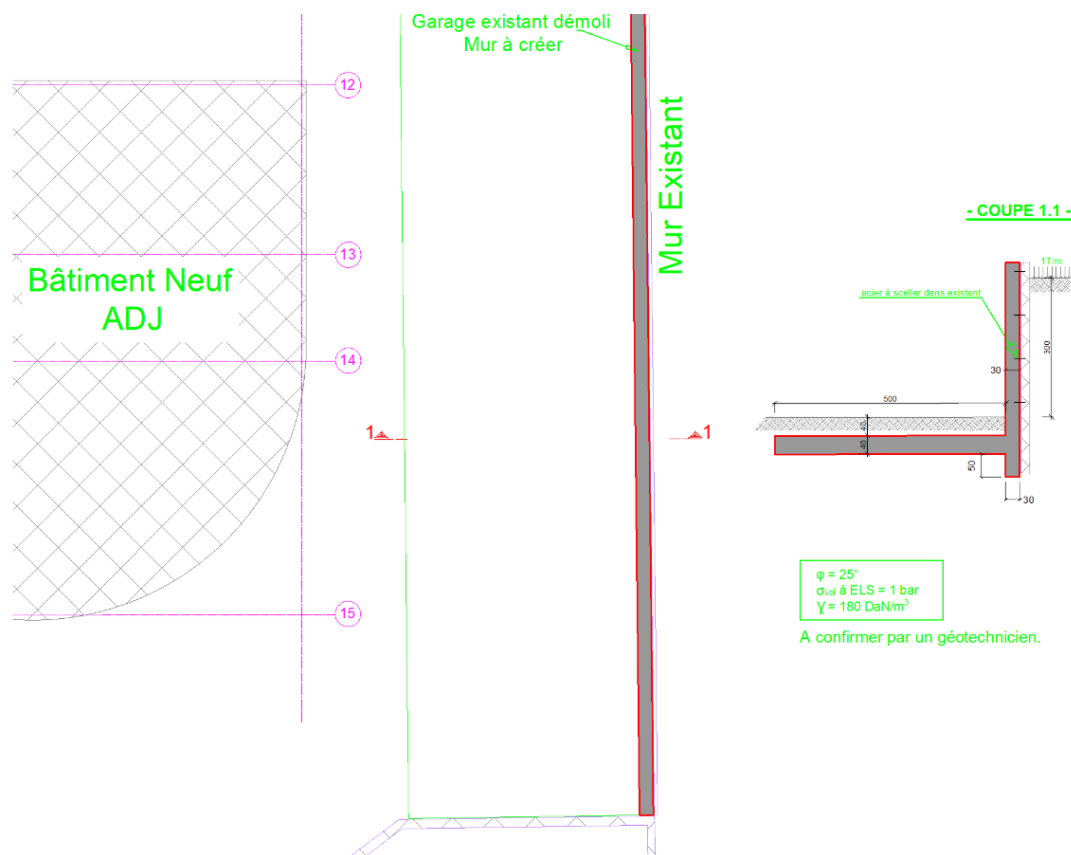 Garage existant démoli
Mur à créer
12
Mur Existant
- COUPE 1.1 -
13
Bâtiment Neuf
ADJ
1T/m
acier à sceller dans existant
300
14
30
500
1
1
40
40
50
30
φ = 25°
σsol à ELS = 1 bar
γ = 180 DaN/m³
A confirmer par un géotechnicien.
15